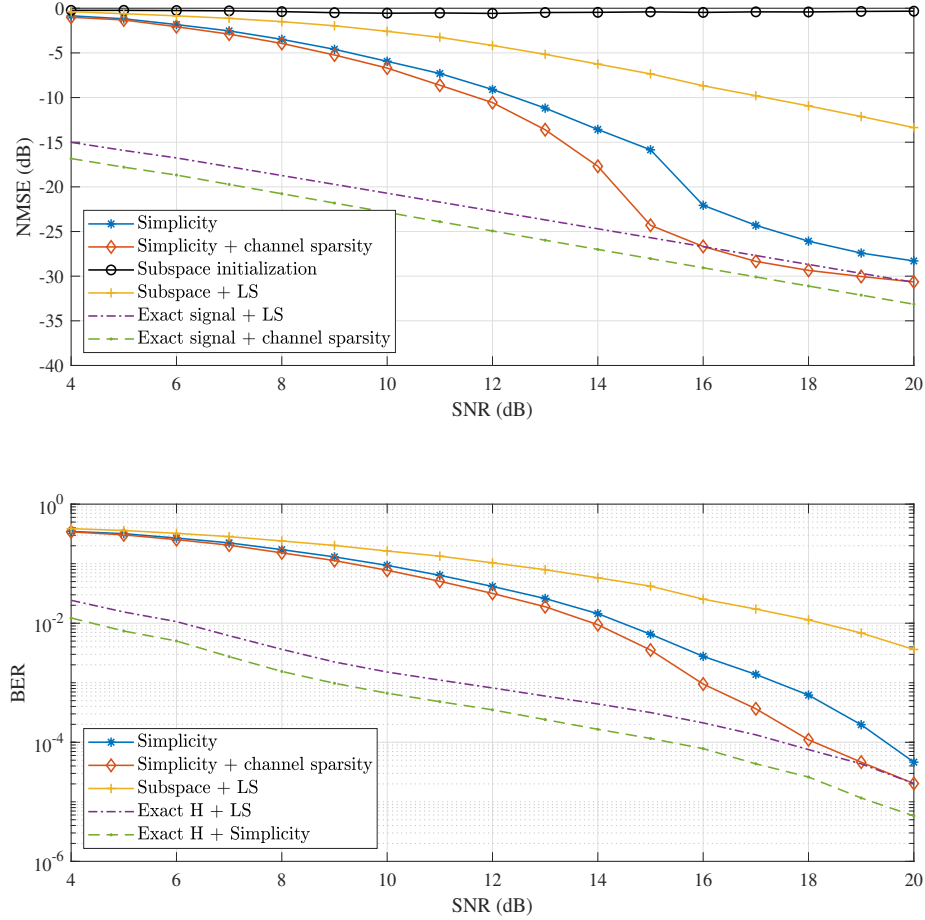 0
-5
-10
-15
-20
-25
-30
-35
-40
NMSE (dB)
Simplicity
Simplicity + channel sparsity
Subspace initialization
Subspace + LS
Exact signal + LS
Exact signal + channel sparsity
4 6 8 10 12 14 16 18 20
SNR (dB)
10^0
10^-2
10^-4
10^-6
BER
Simplicity
Simplicity + channel sparsity
Subspace + LS
Exact H + LS
Exact H + Simplicity
4 6 8 10 12 14 16 18 20
SNR (dB)